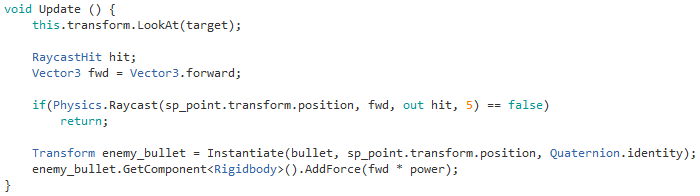 void Update () {
    this.transform.LookAt(target);

    RaycastHit hit;
    Vector3 fwd = Vector3.forward;

    if(Physics.Raycast(sp_point.transform.position, fwd, out hit, 5) == false)
        return;

    Transform enemy_bullet = Instantiate(bullet, sp_point.transform.position, Quaternion.identity);
    enemy_bullet.GetComponent<Rigidbody>().AddForce(fwd * power);
}